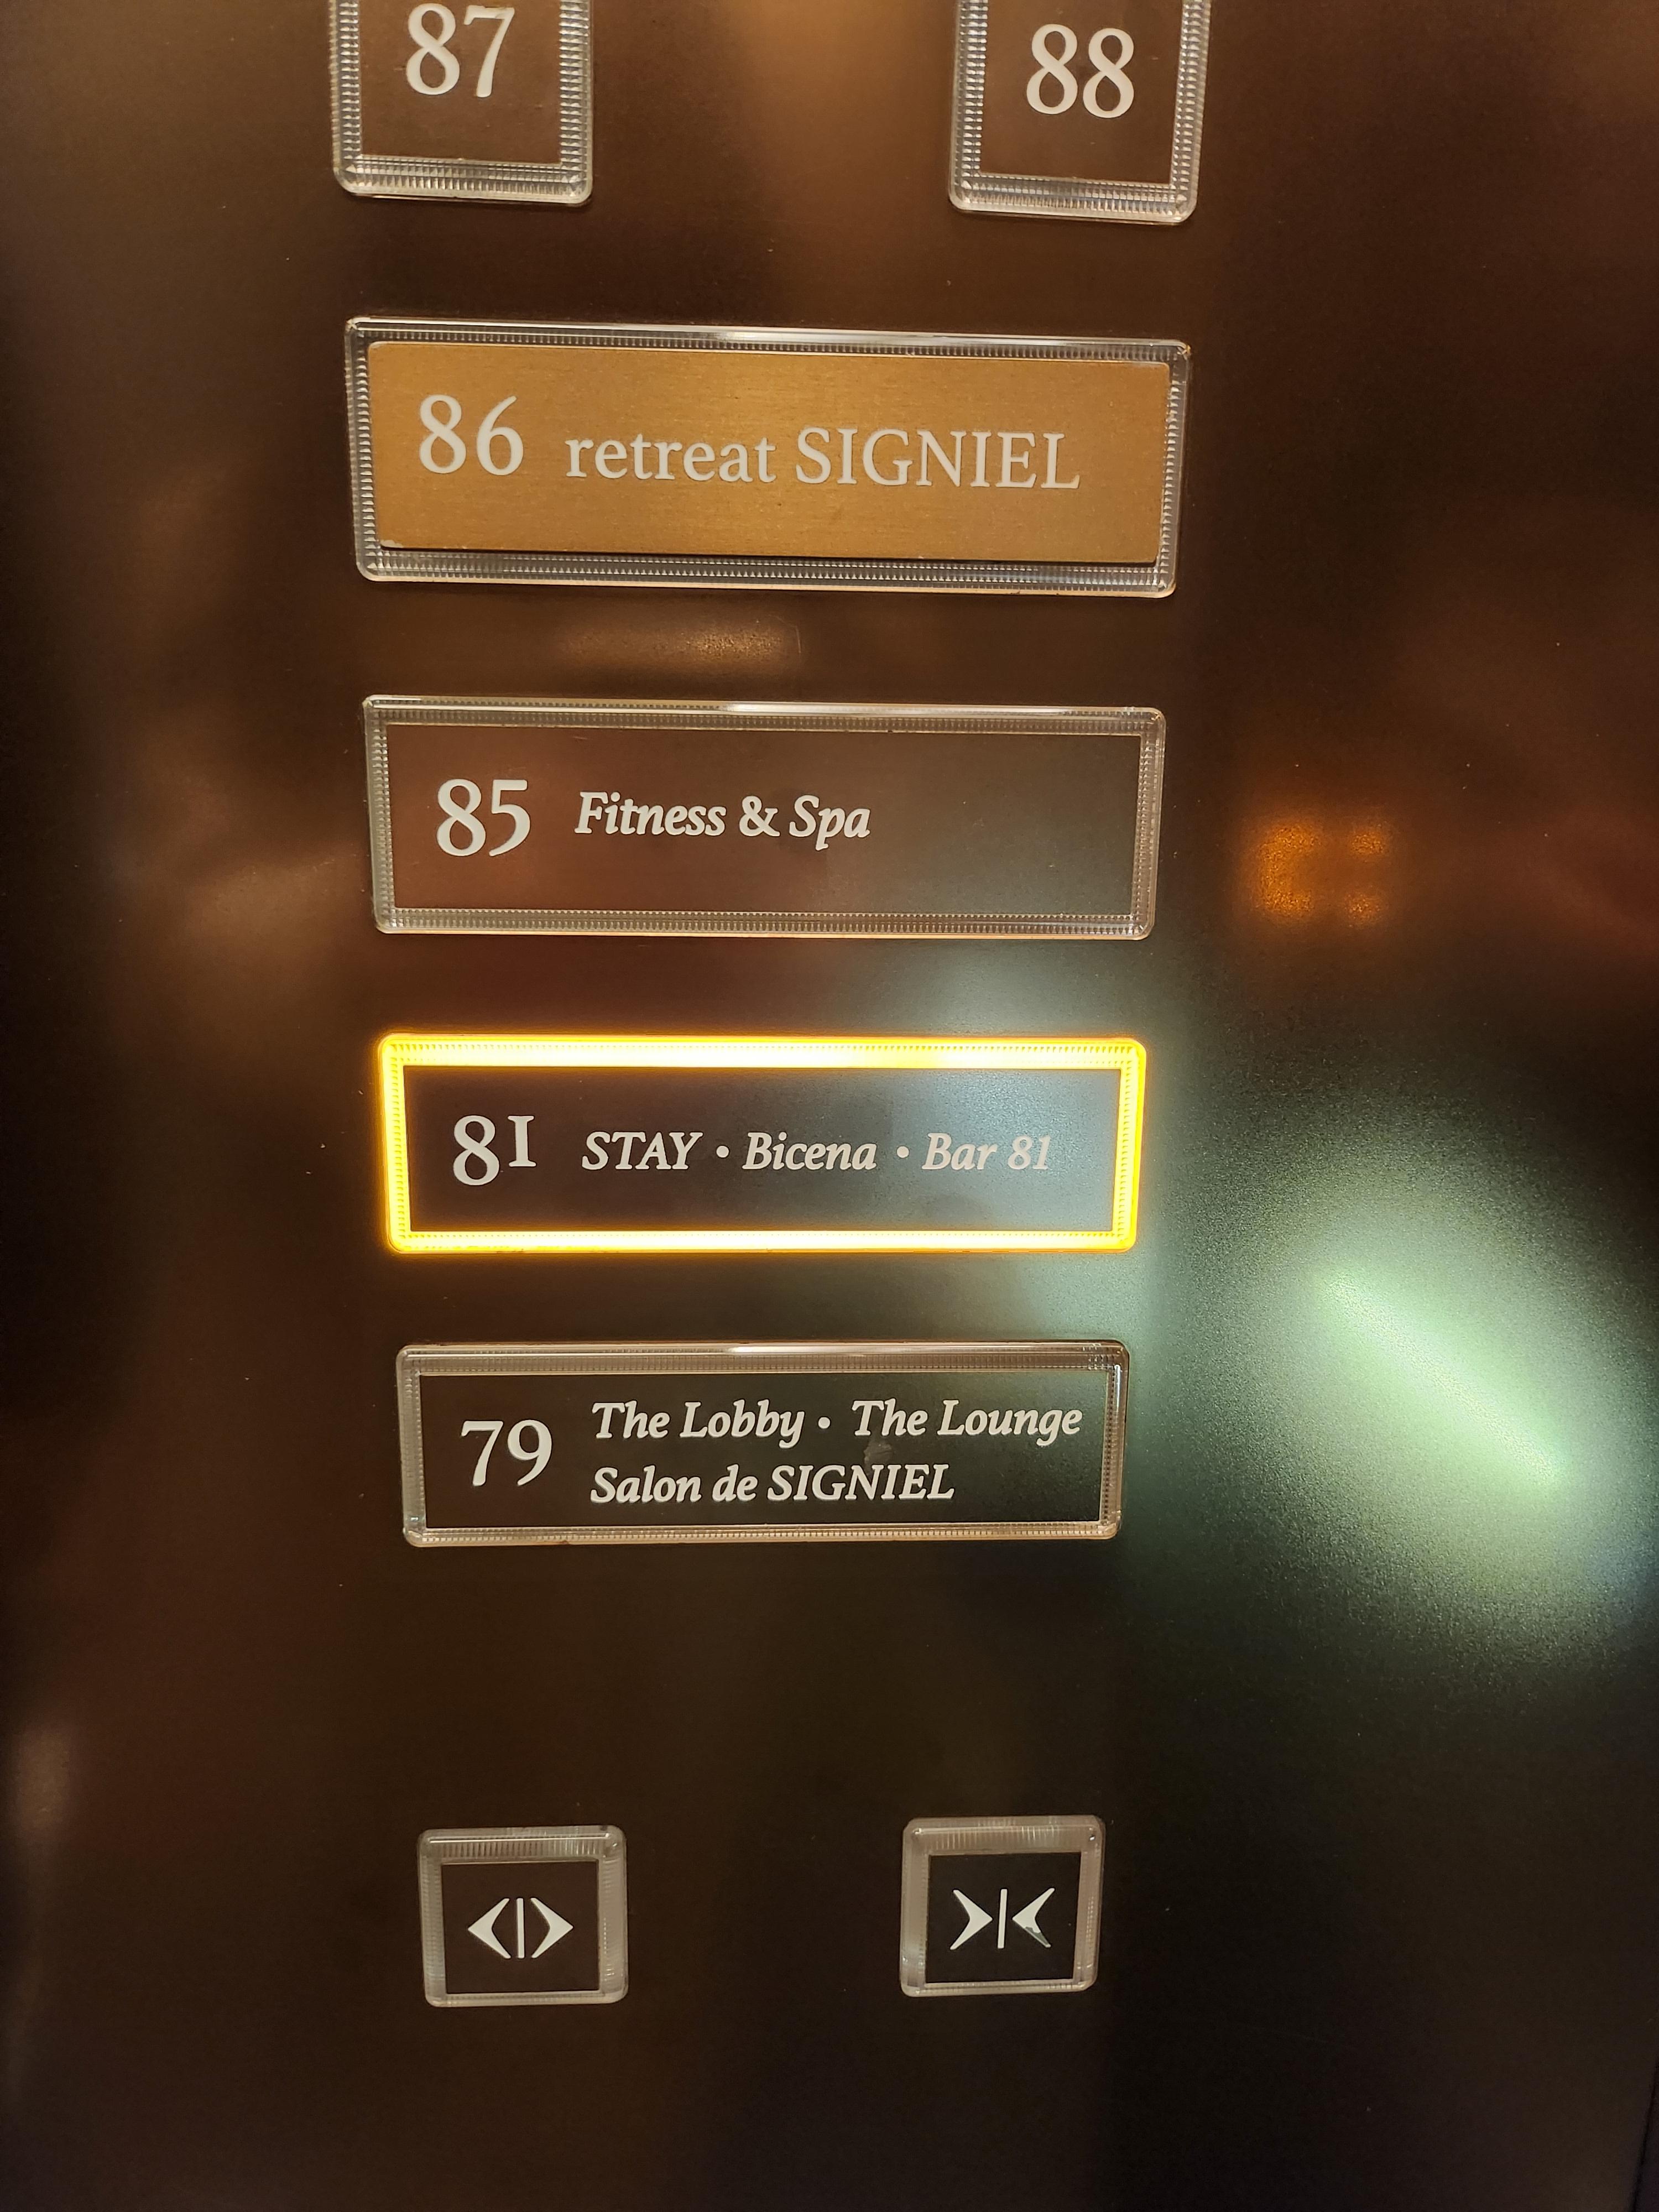 87 88
86 retreat SIGNIEL
85 Fitness & Spa
81 STAY • Bicena • Bar 81
79 The Lobby • The Lounge
Salon de SIGNIEL